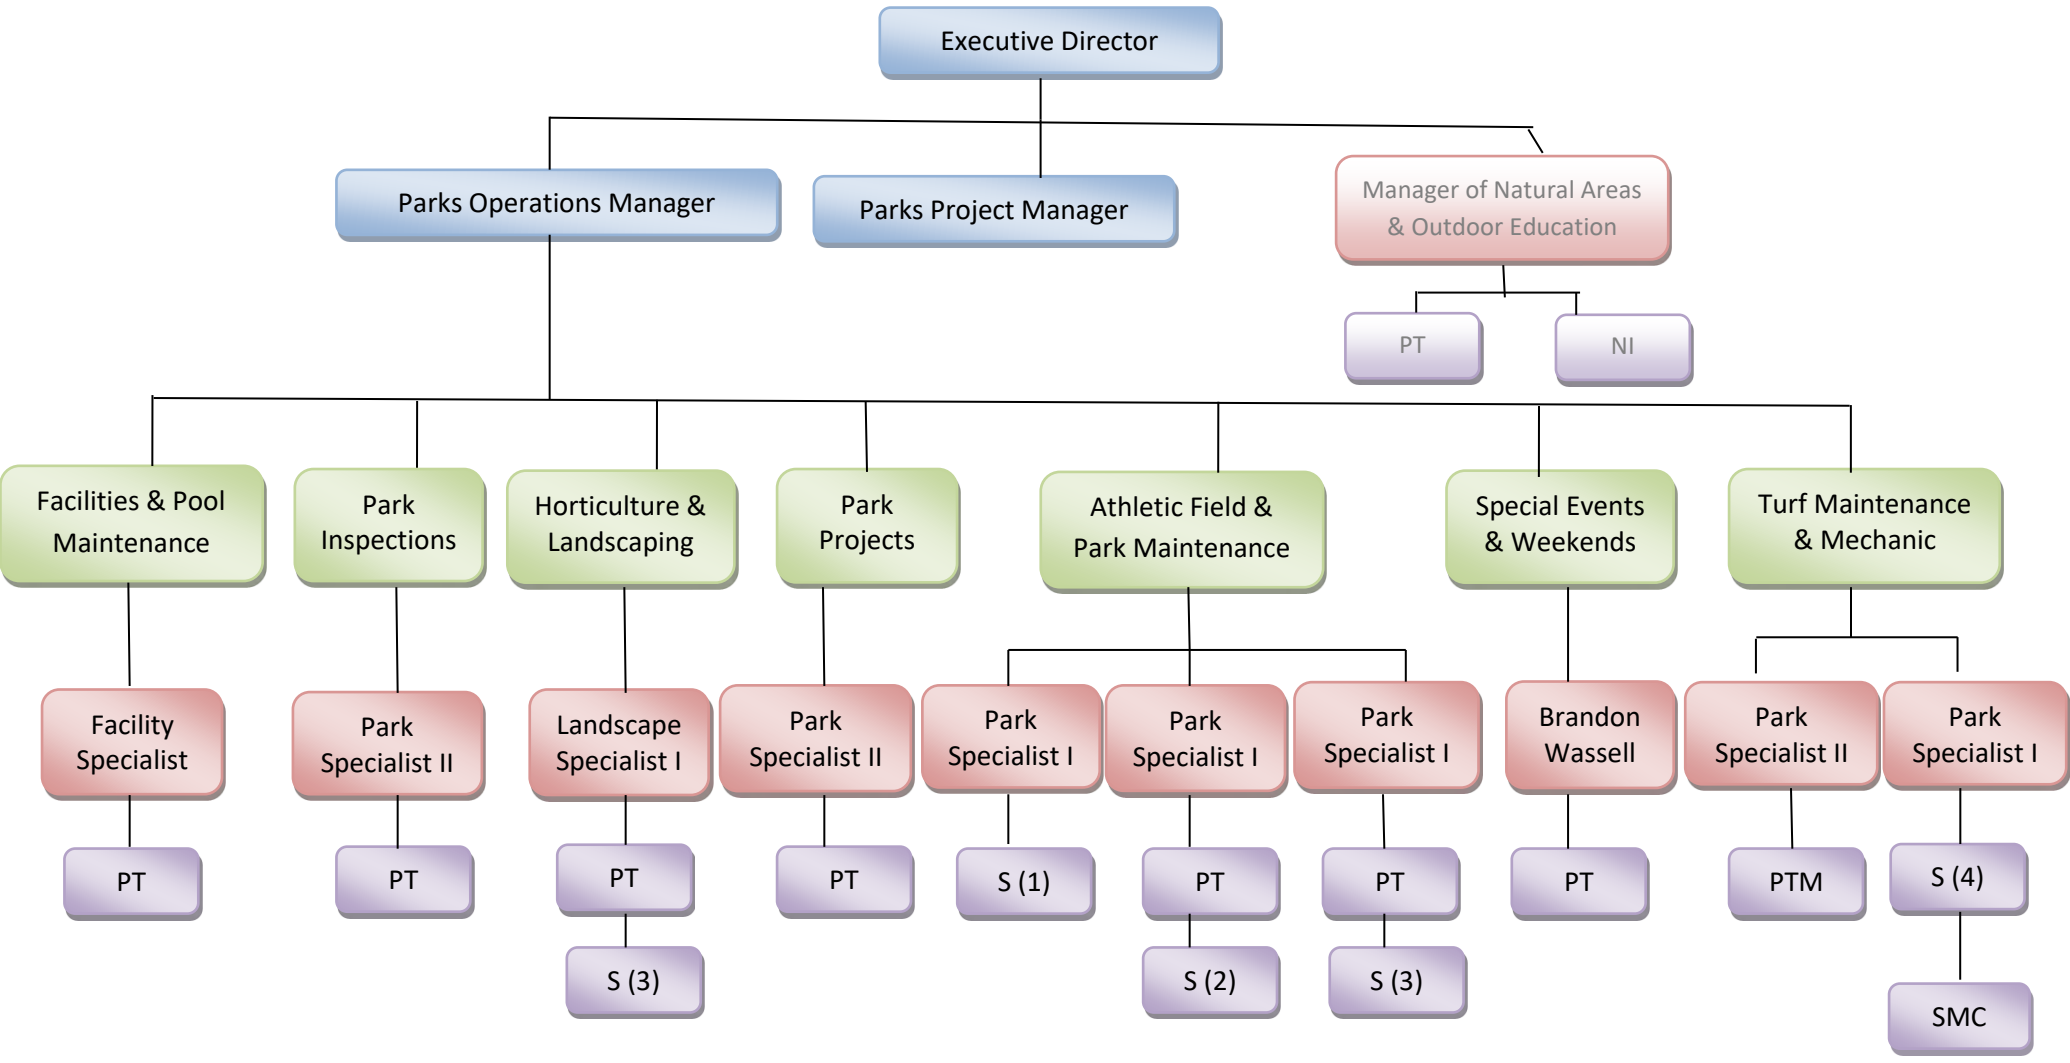 Executive Director
Parks Operations Manager
Parks Project Manager
Manager of Natural Areas
& Outdoor Education
PT
NI
Facilities & Pool
Maintenance
Park
Inspections
Horticulture &
Landscaping
Park
Projects
Athletic Field &
Park Maintenance
Special Events
& Weekends
Turf Maintenance
& Mechanic
Facility
Specialist
Park
Specialist II
Landscape
Specialist I
Park
Specialist II
Park
Specialist I
Park
Specialist I
Park
Specialist I
Brandon
Wassell
Park
Specialist II
Park
Specialist I
PT
PT
PT
PT
S (1)
PT
PT
PT
PTM
S (4)
S (3)
S (2)
S (3)
SMC